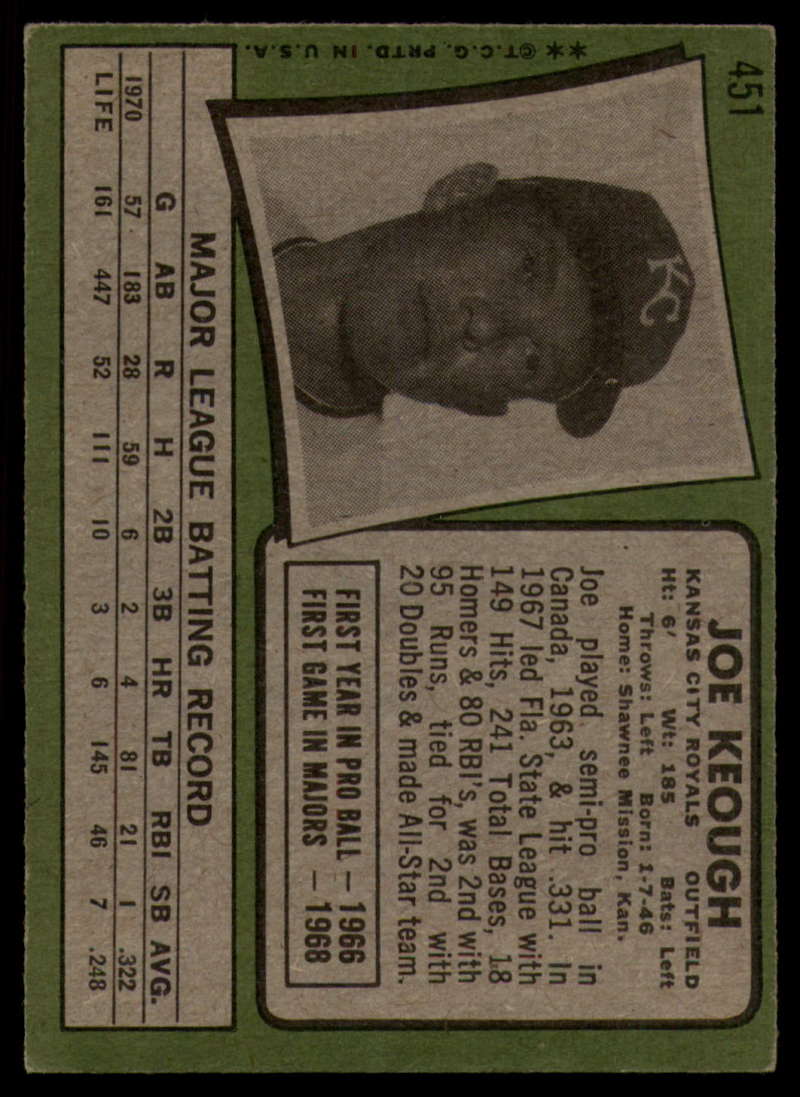 451
KC
JOE KEOUGH
KANSAS CITY ROYALS OUTFIELD
Ht: 6' Wt: 185 Bats: Left
Throws: Left Born: 1-7-46
Home: Shawnee Mission, Kan.
Joe played semi-pro ball in
Canada, 1963, & hit .331. In
1967 led Fla. State League with
149 Hits, 241 Total Bases, 18
Homers & 80 RBI's, was 2nd with
95 Runs, tied for 2nd with
20 Doubles & made All-Star team.
FIRST YEAR IN PRO BALL — 1966
FIRST GAME IN MAJORS — 1968
MAJOR LEAGUE BATTING RECORD
G AB R H 2B 3B HR TB RBI SB AVG.
1970 57 183 28 59 6 2 4 81 21 1 .322
LIFE 161 447 52 111 10 3 6 145 46 7 .248
**©T.C.G. PRTD. IN U.S.A.